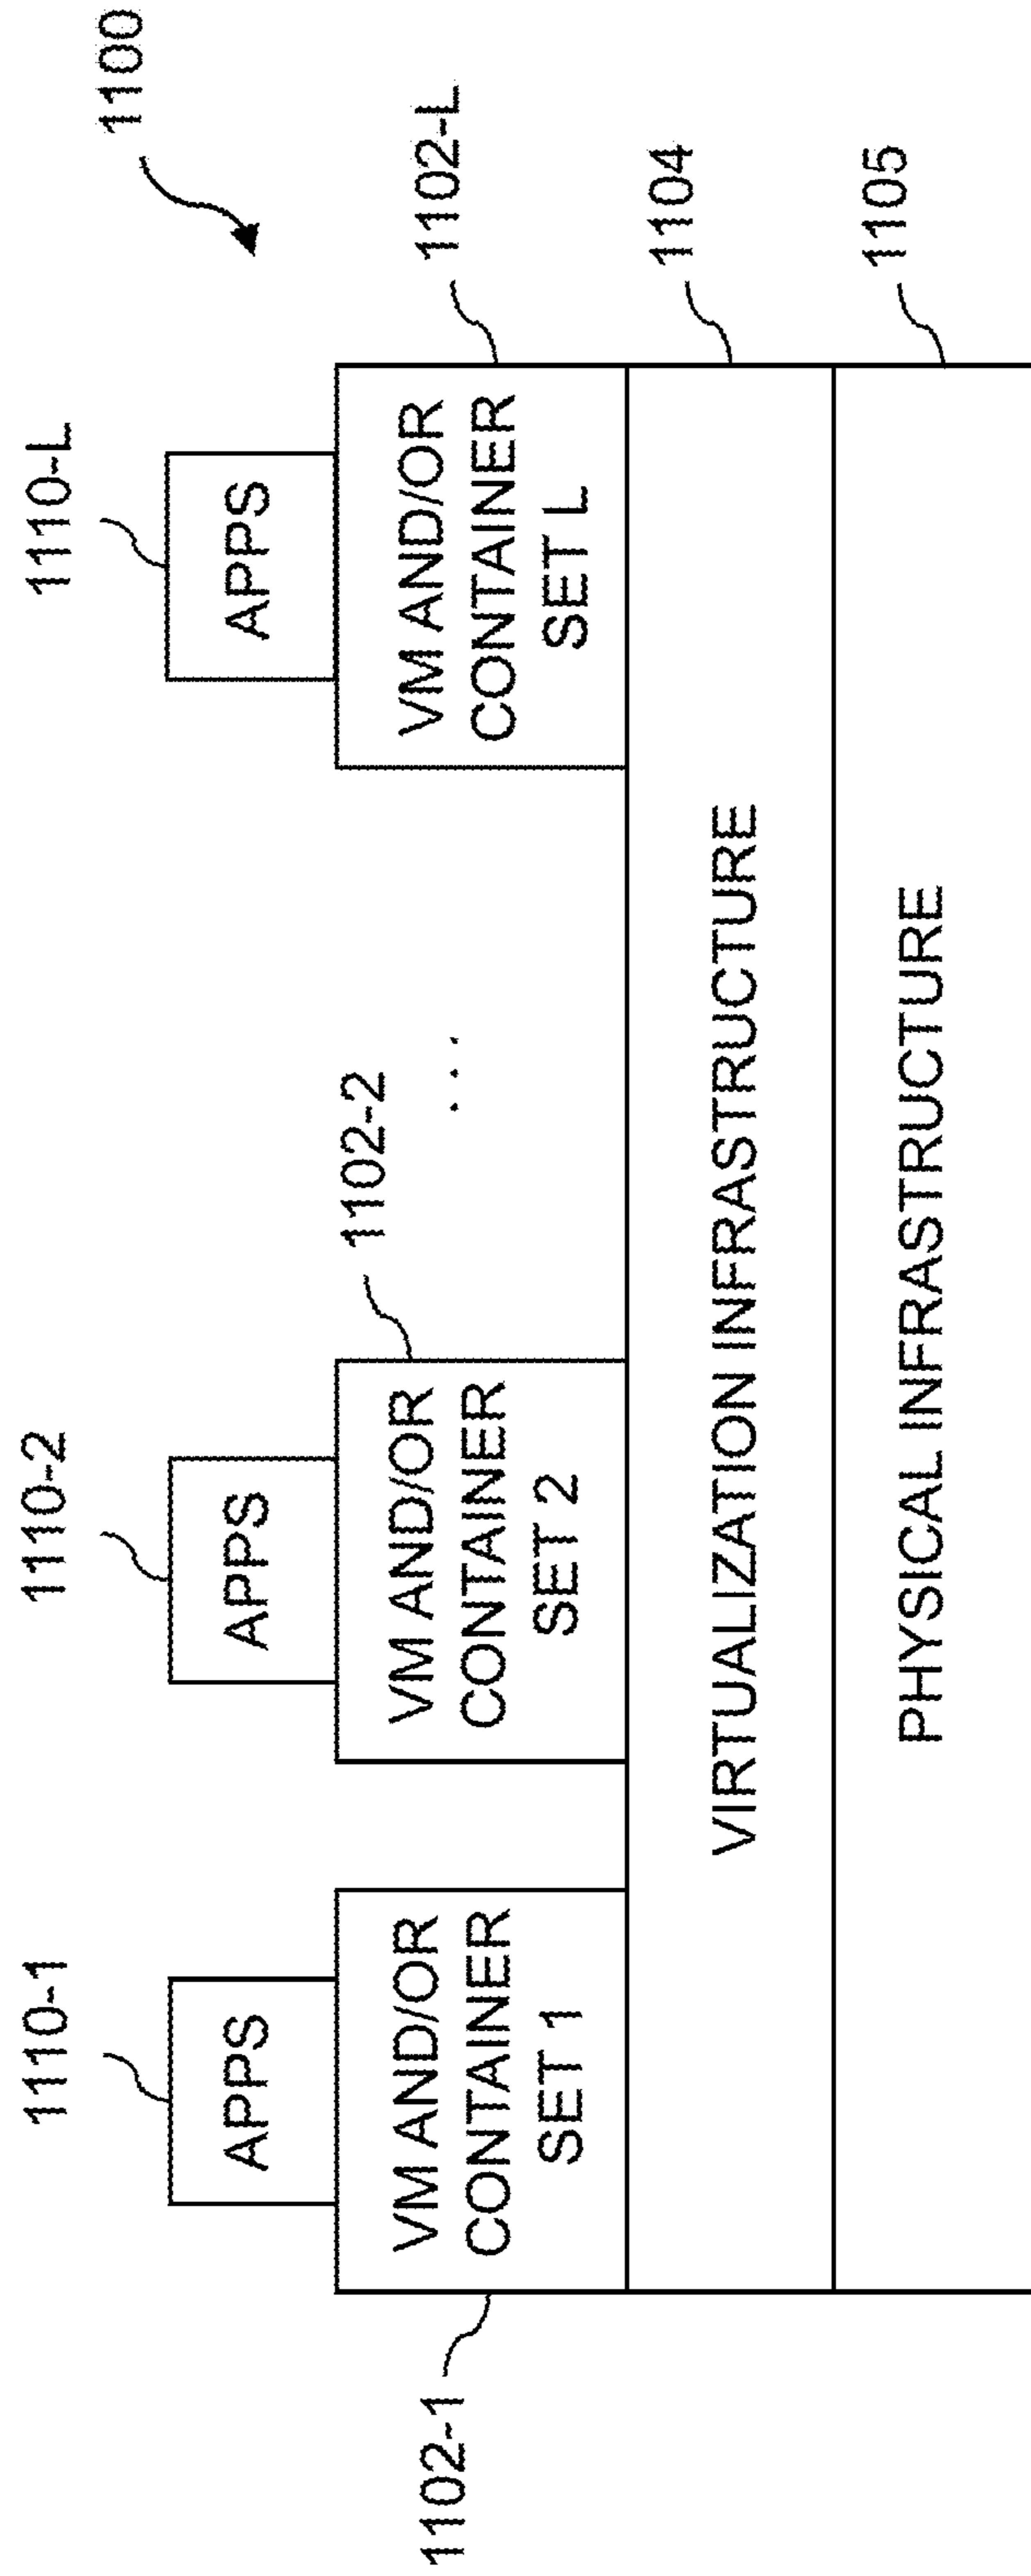 1100
1110-1
1110-2
1110-L
APPS
APPS
APPS
1102-1
VM AND/OR
CONTAINER
SET 1
VM AND/OR
CONTAINER
SET 2
1102-2
...
VM AND/OR
CONTAINER
SET L
1102-L
VIRTUALIZATION INFRASTRUCTURE
1104
PHYSICAL INFRASTRUCTURE
1105